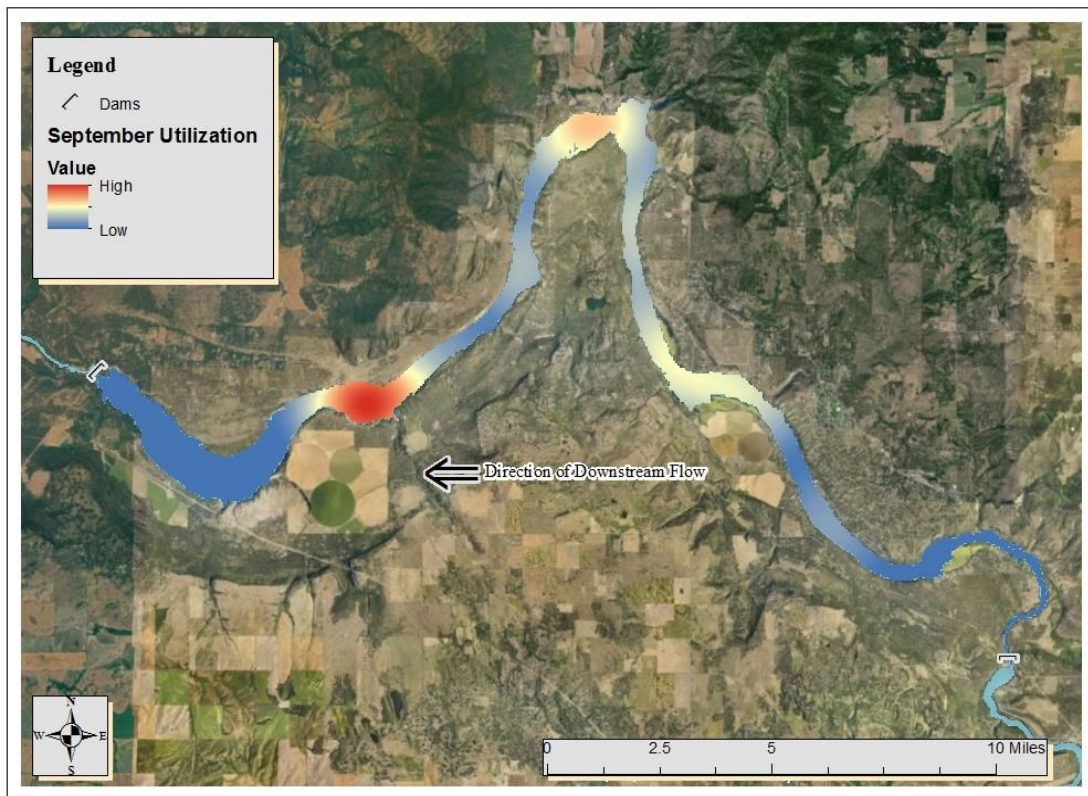 Legend
Dams
September Utilization
Value
High
Low
Direction of Downstream Flow
N
W E
S
0 2.5 5 10 Miles